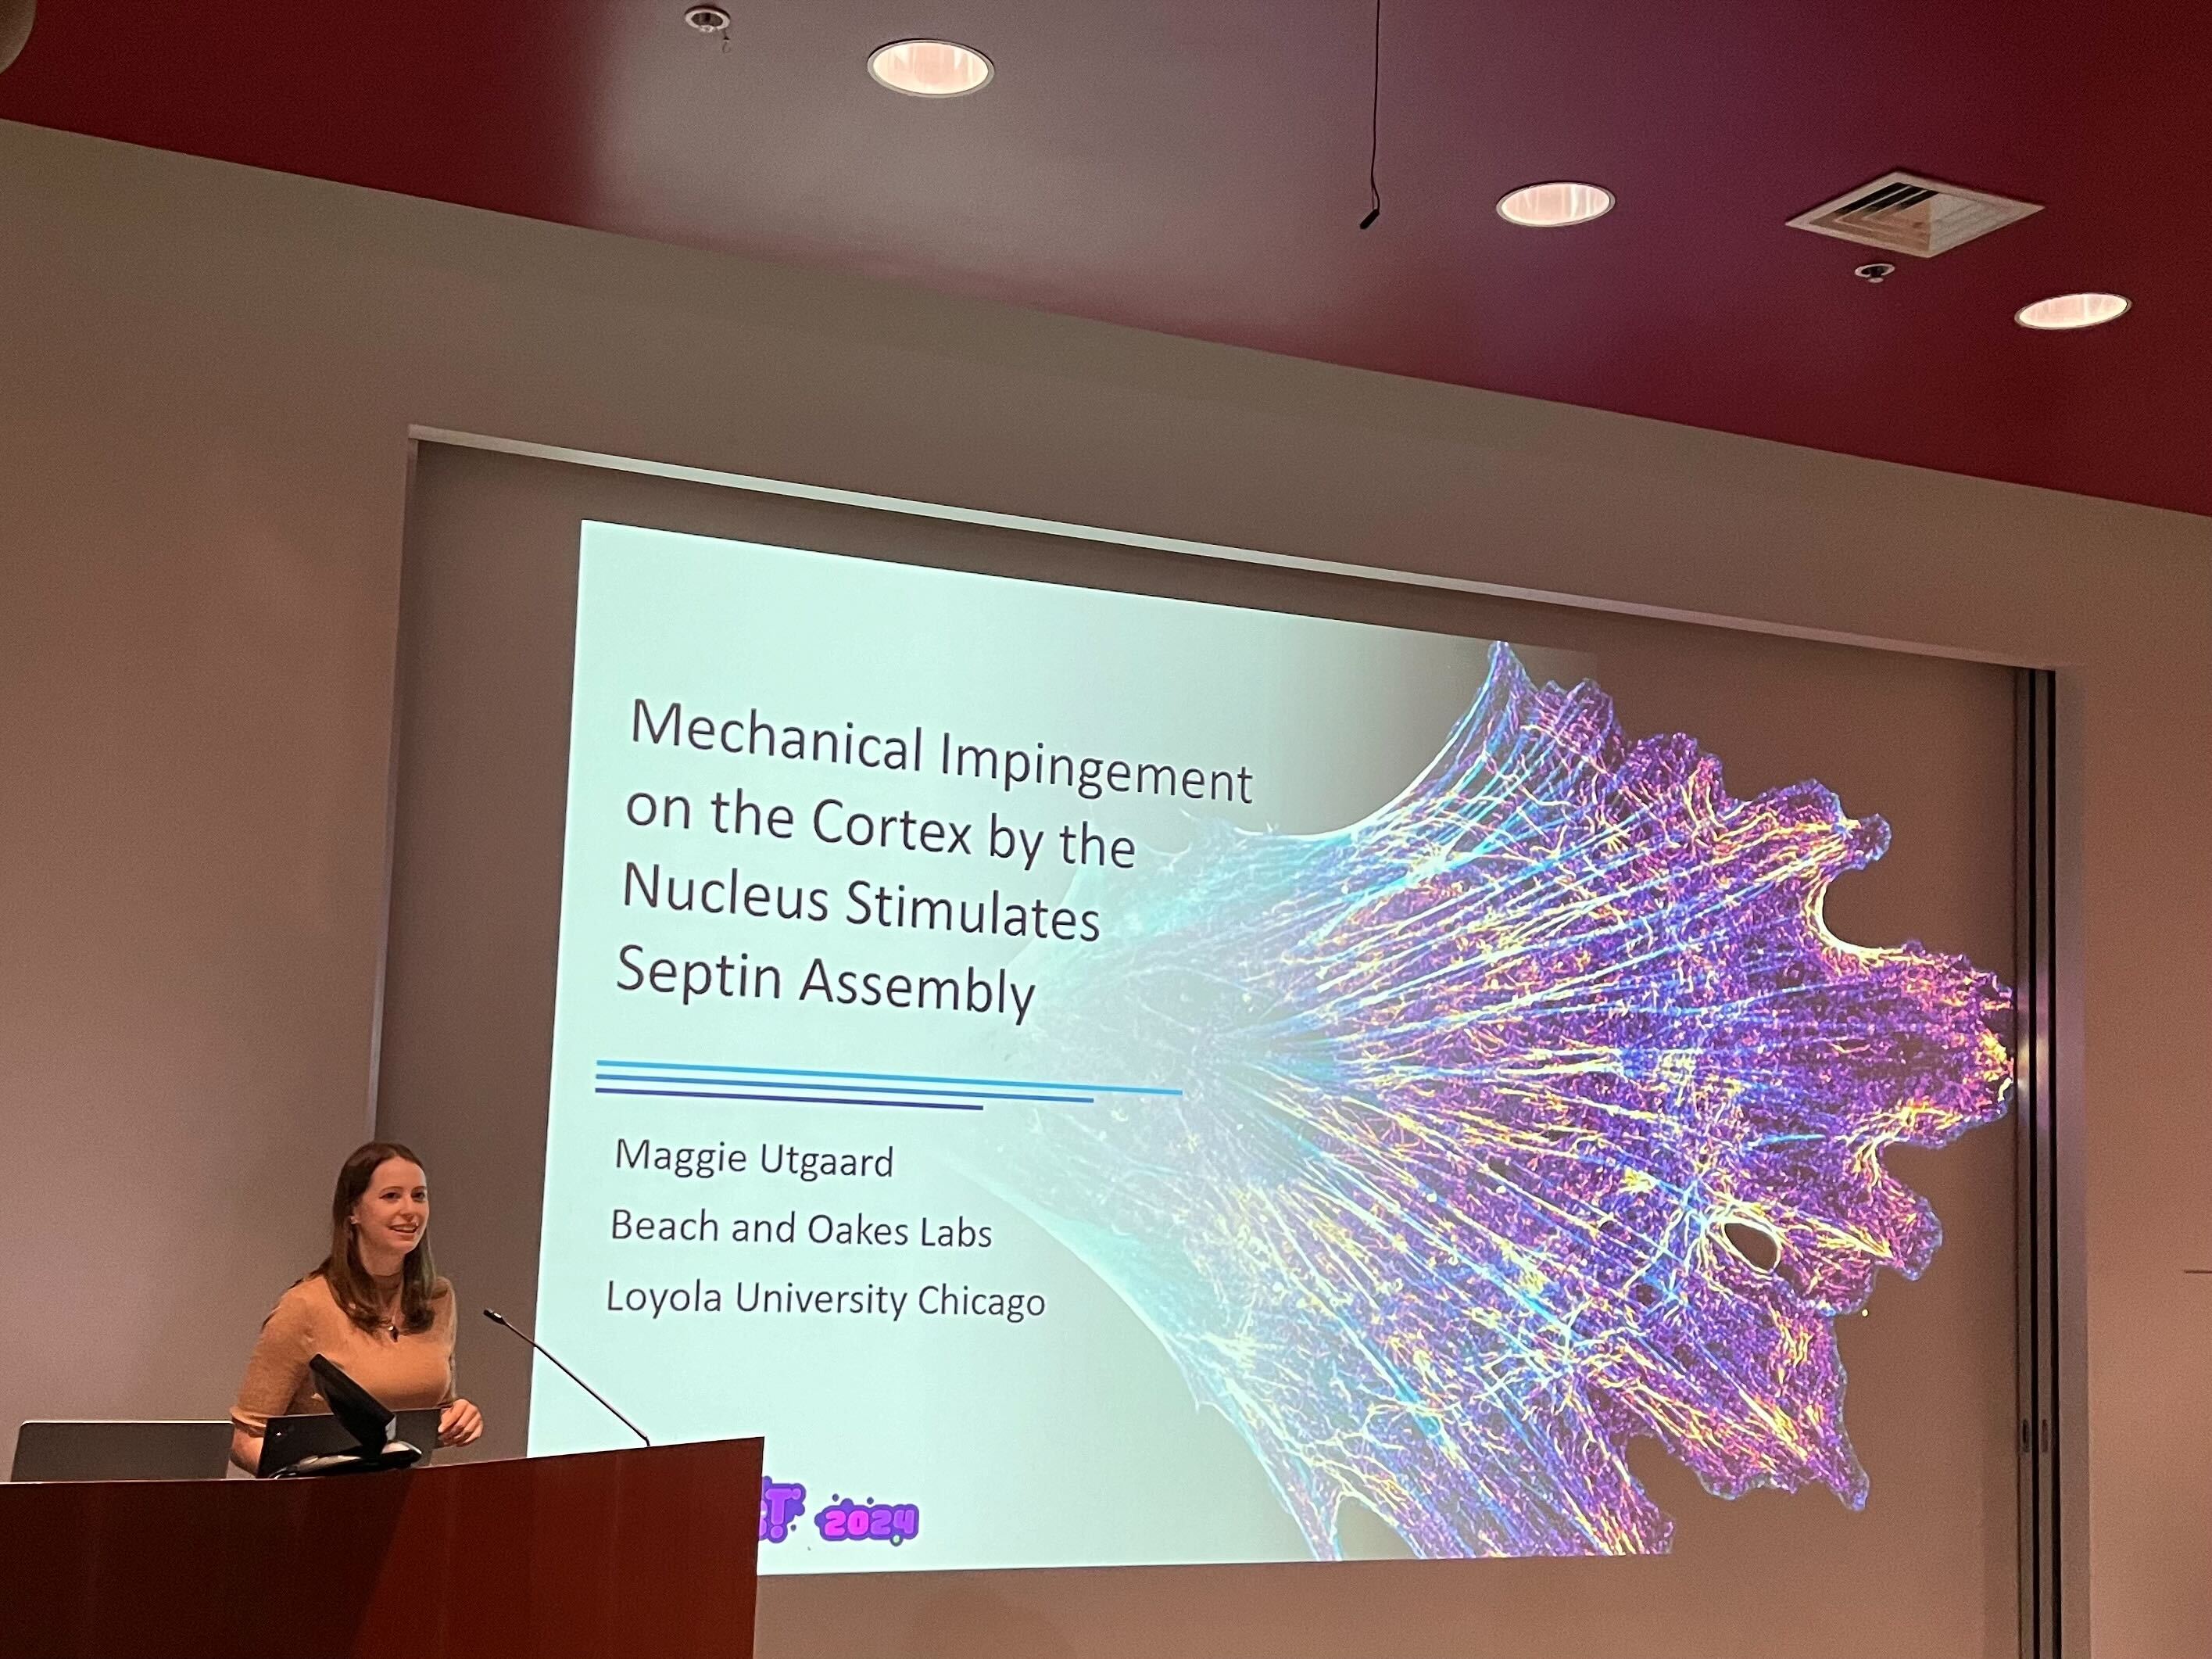 Mechanical Impingement
on the Cortex by the
Nucleus Stimulates
Septin Assembly
Maggie Utgaard
Beach and Oakes Labs
Loyola University Chicago
2024